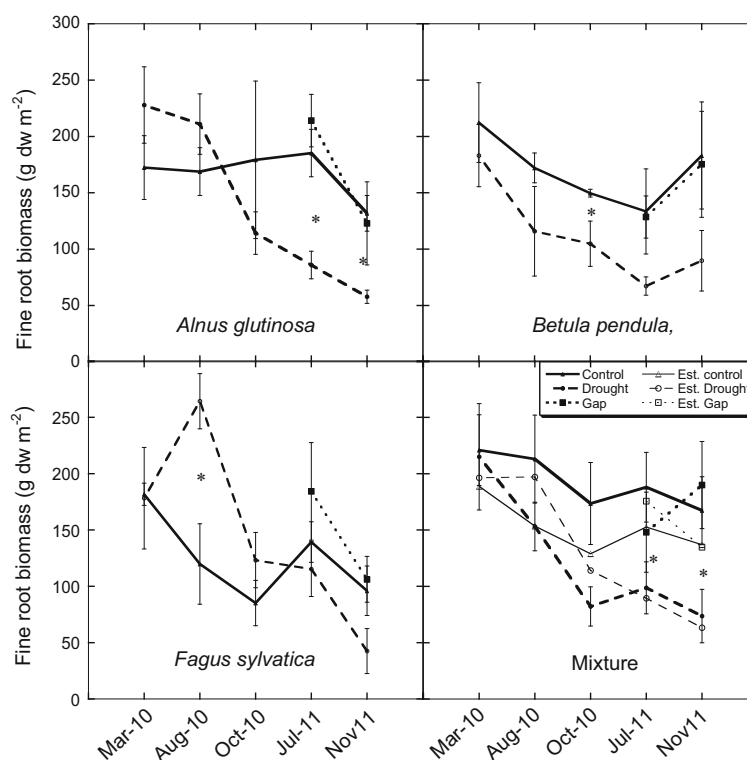 Fine root biomass (g dw m-2)
300
250
200
150
100
50
0
*
*
Alnus glutinosa
*
Betula pendula,
Fine root biomass (g dw m-2)
250
200
150
100
50
0
*
Fagus sylvatica
Control
Drought
Gap
Est. control
Est. Drought
Est. Gap
*
*
Mixture
Mar-10
Aug-10
Oct-10
Jul-11
Nov11
Mar-10
Aug-10
Oct-10
Jul-11
Nov11